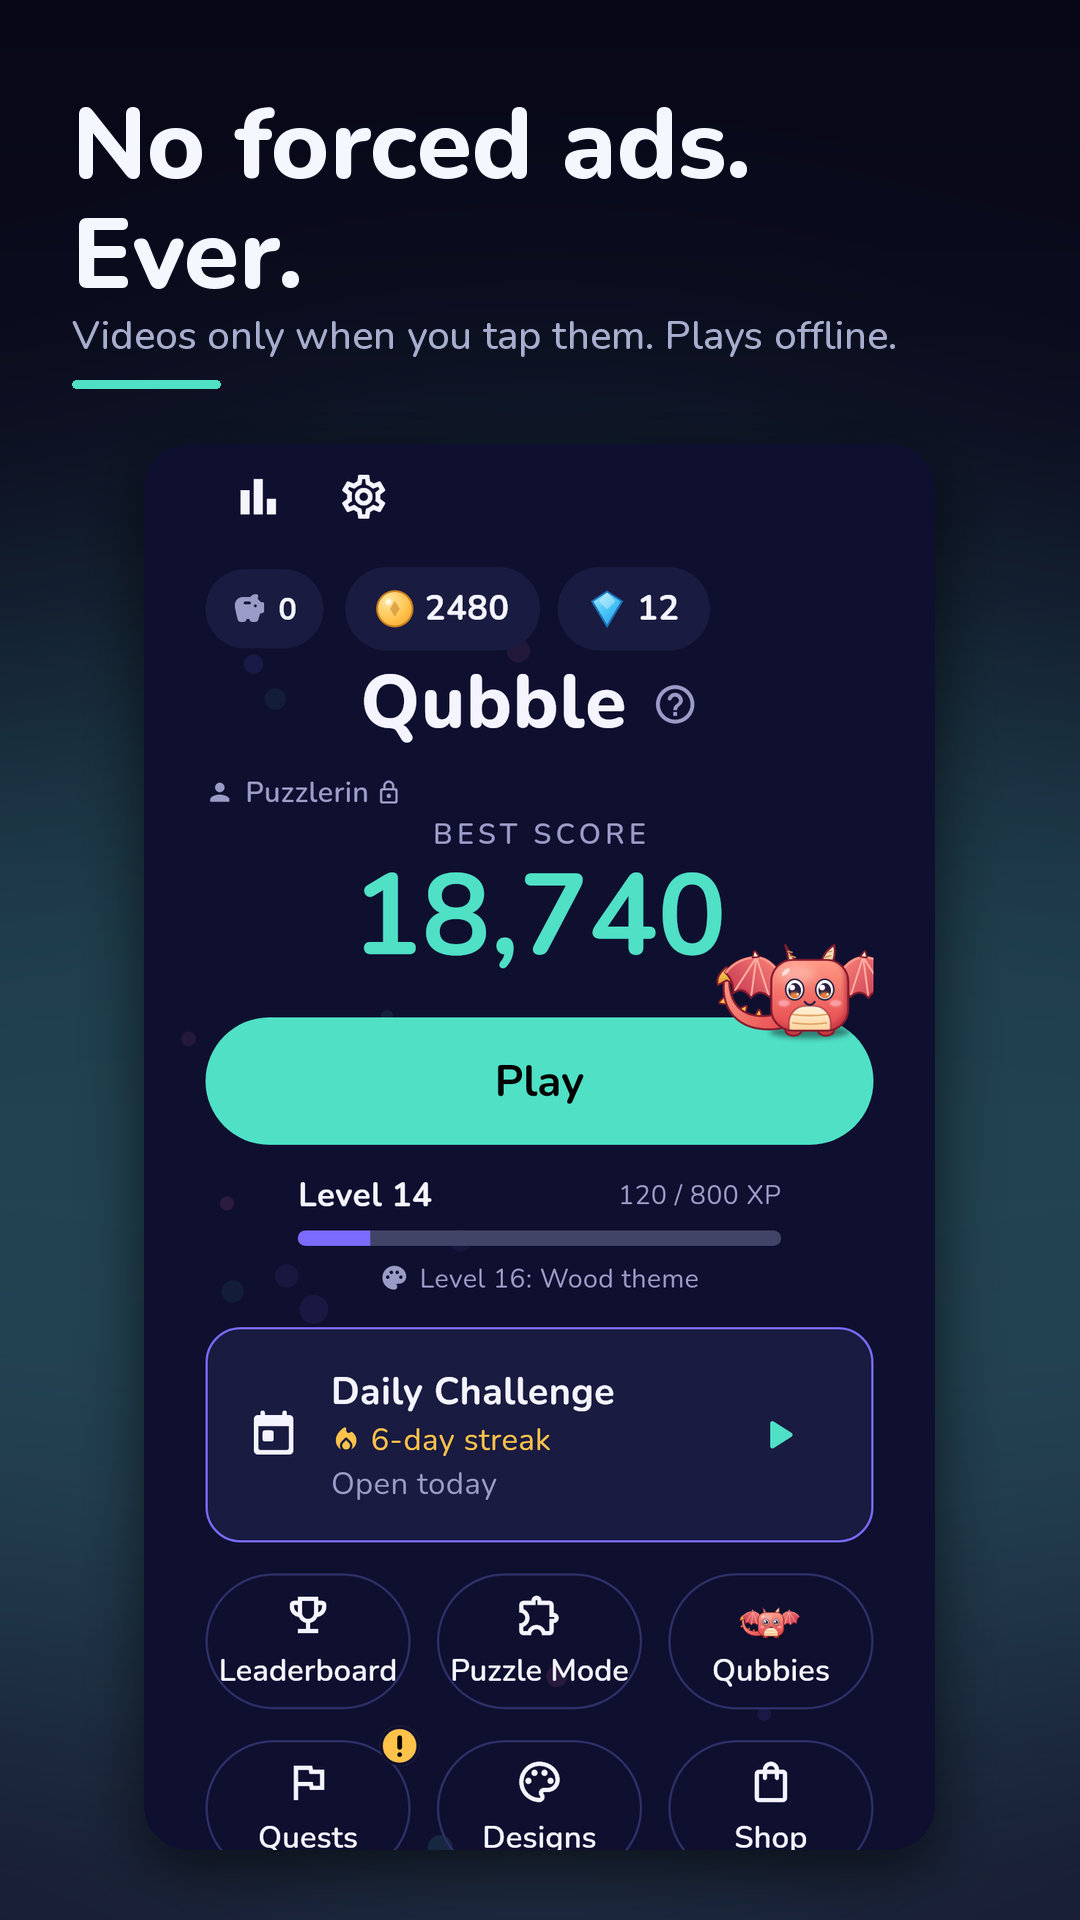 No forced ads.
Ever.
Videos only when you tap them. Plays offline.
0 2480 12
Qubble
Puzzlerin
BEST SCORE
18,740
Play
Level 14 120 / 800 XP
Level 16: Wood theme
Daily Challenge
6-day streak
Open today
Leaderboard Puzzle Mode Qubbies
Quests Designs Shop